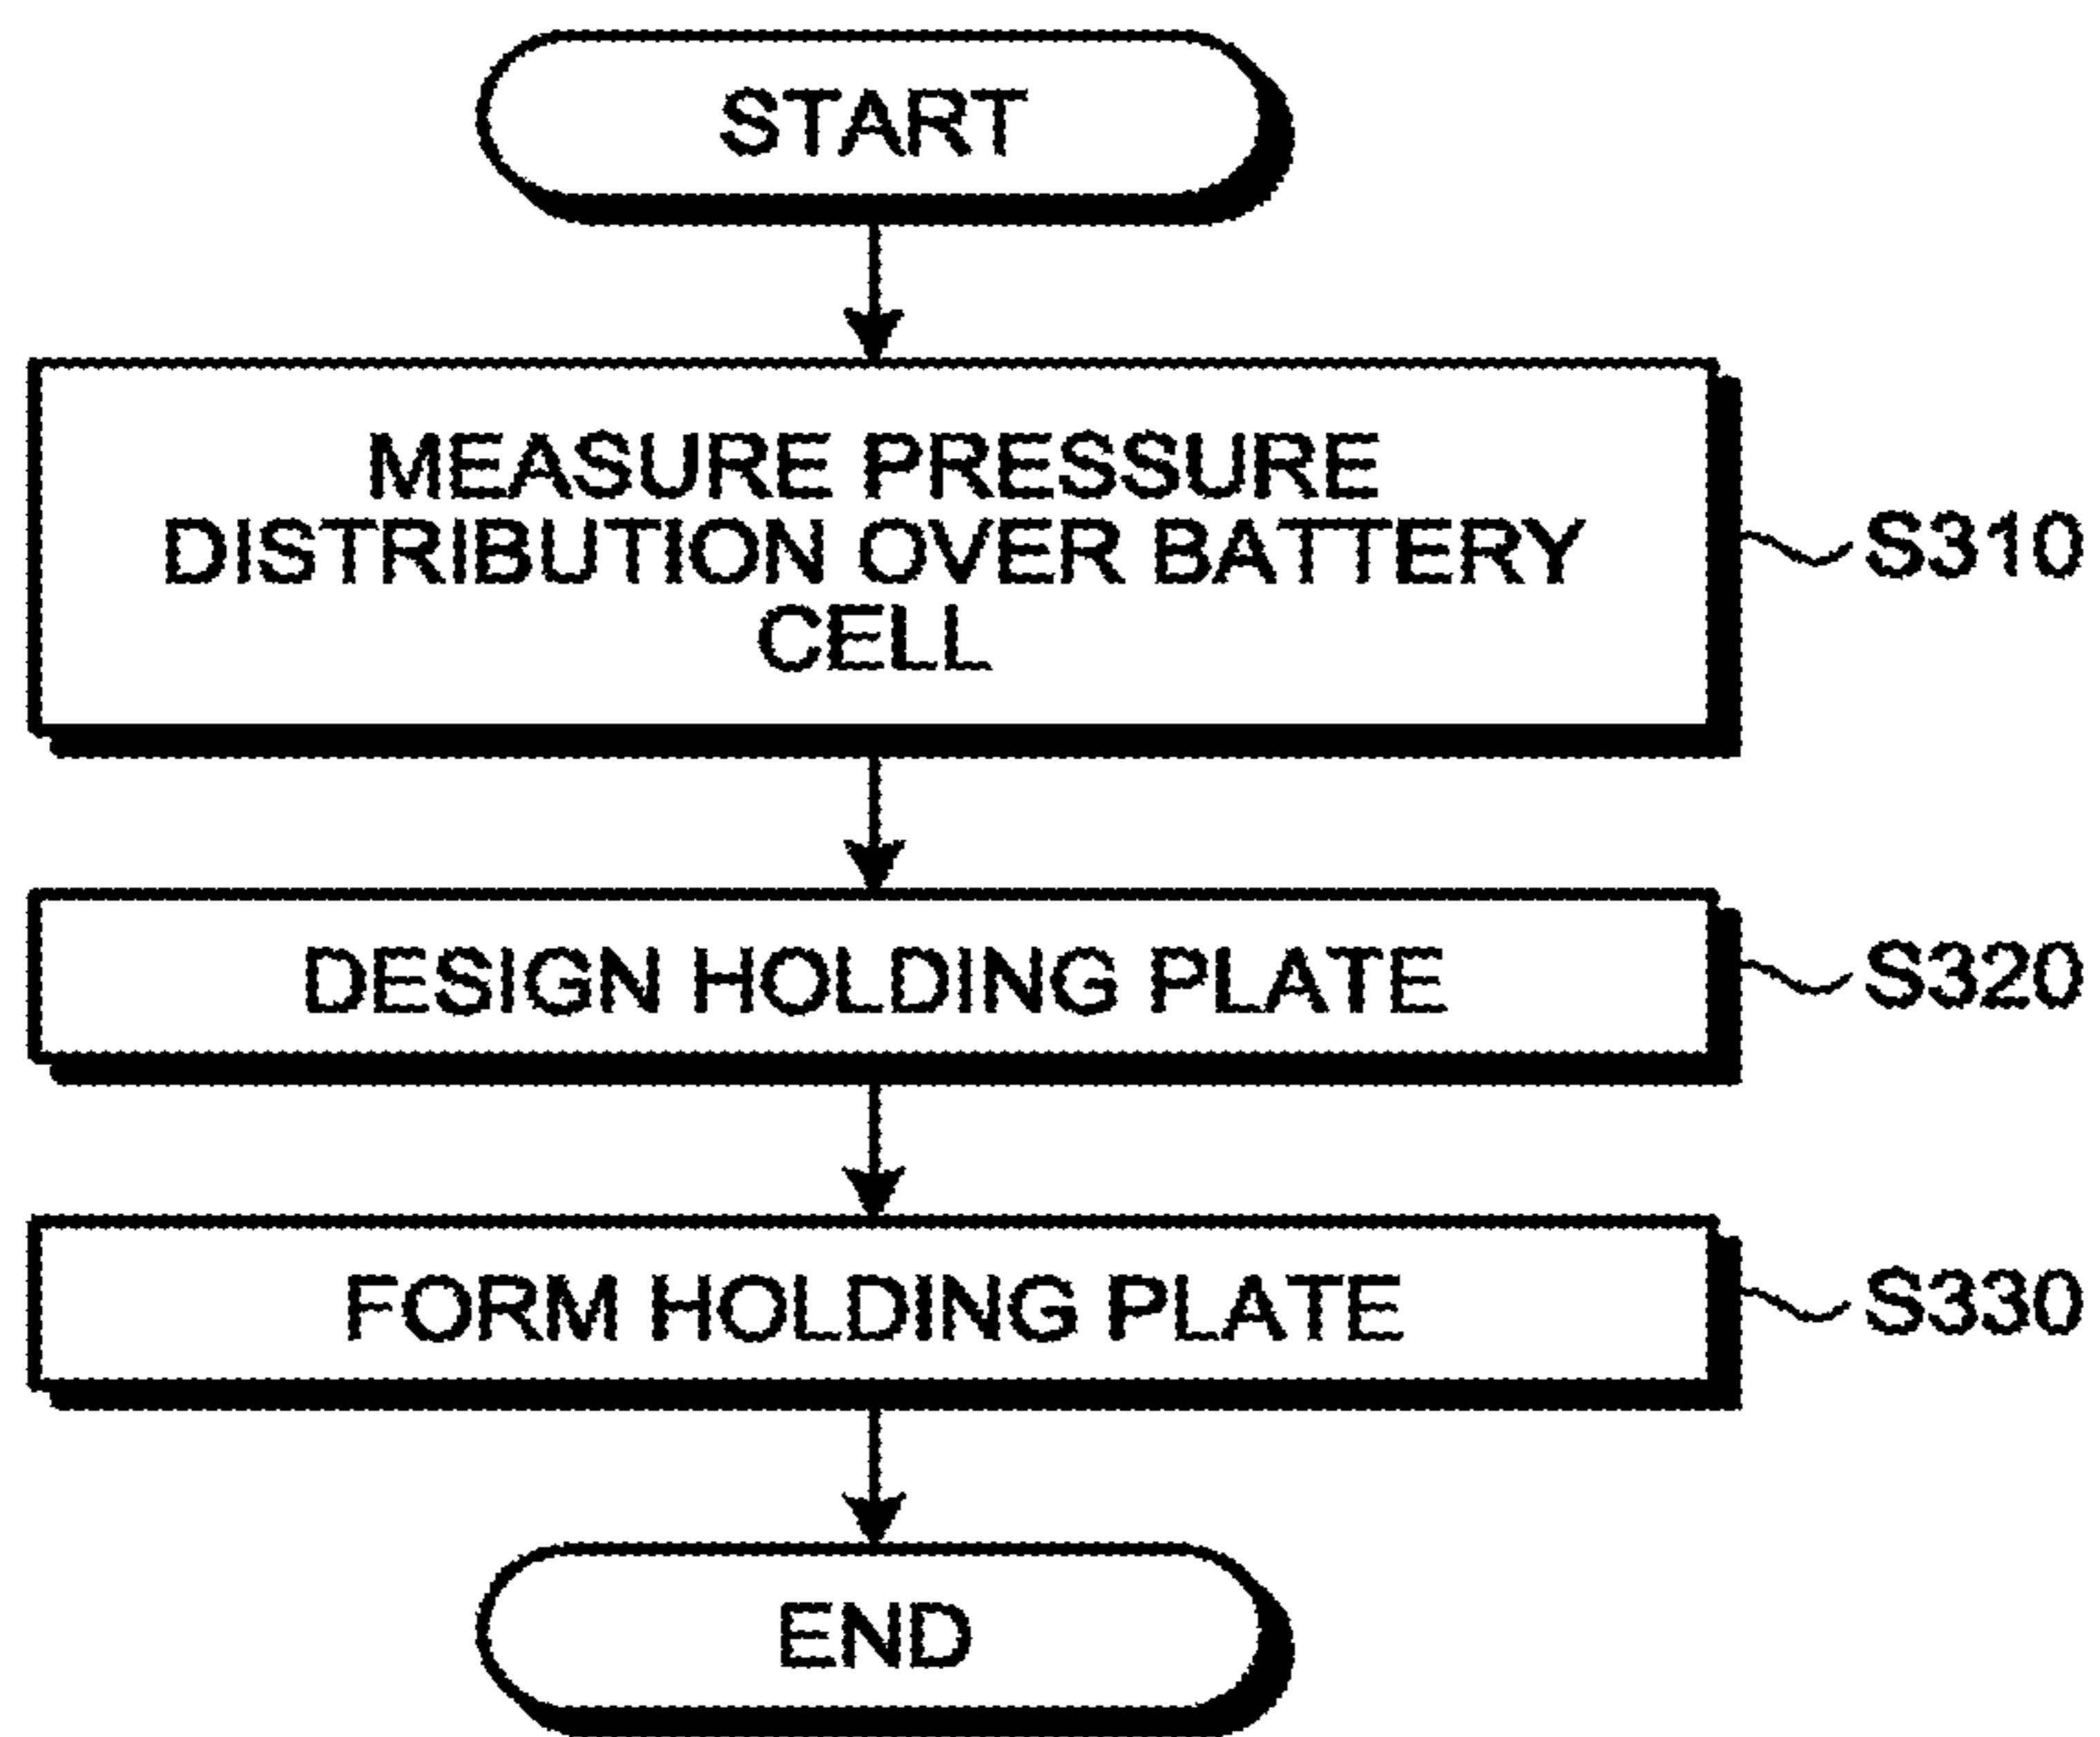 START
MEASURE PRESSURE
DISTRIBUTION OVER BATTERY
CELL
S310
DESIGN HOLDING PLATE
S320
FORM HOLDING PLATE
S330
END